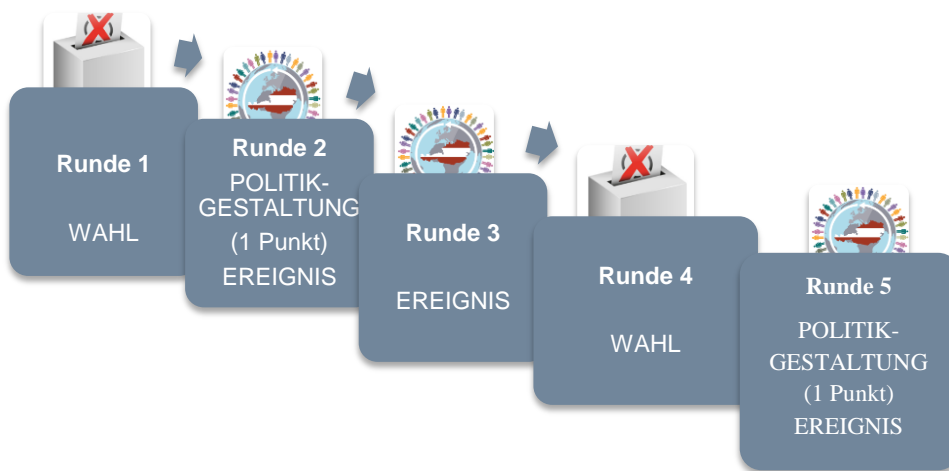 Runde 1
WAHL
Runde 2
POLITIK-
GESTALTUNG
(1 Punkt)
EREIGNIS
Runde 3
EREIGNIS
Runde 4
WAHL
Runde 5
POLITIK-
GESTALTUNG
(1 Punkt)
EREIGNIS